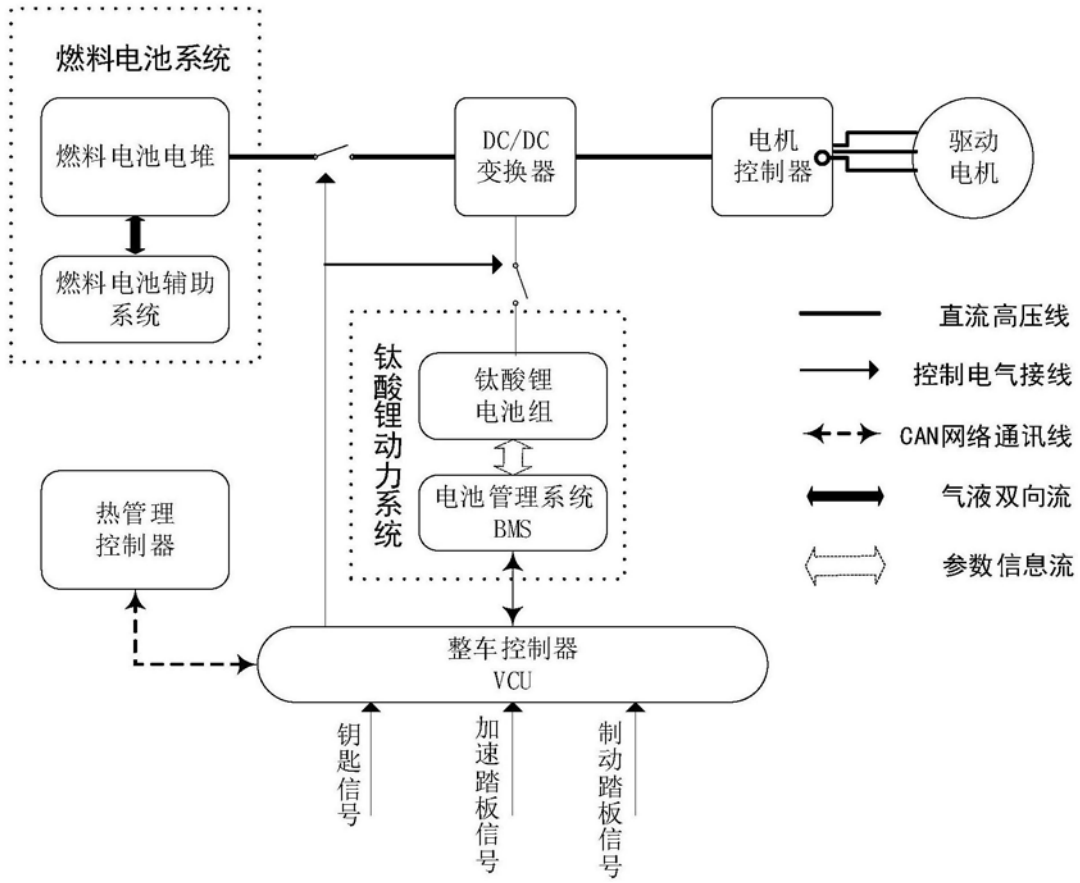 燃料电池系统
燃料电池电堆
燃料电池辅助
系统
DC/DC
变换器
电机
控制器
驱动
电机
钛酸锂动力系统
钛酸锂
电池组
电池管理系统
BMS
热管理
控制器
整车控制器
VCU
钥匙信号
加速踏板信号
制动踏板信号
直流高压线
控制电气接线
CAN网络通讯线
气液双向流
参数信息流